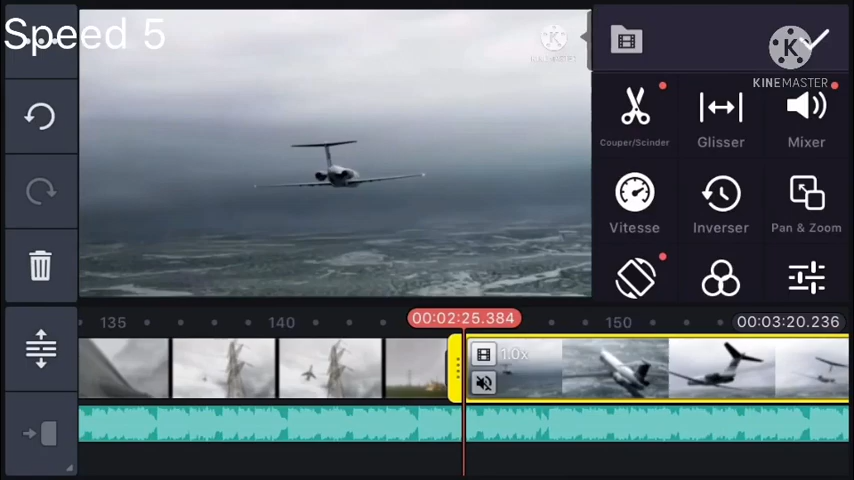 Speed 5
KINEMASTER
K
K
KINEMASTER
Couper/Scinder
Glisser
Mixer
Vitesse
Inverser
Pan & Zoom
135
140
00:02:25.384
150
00:03:20.236
1.0x